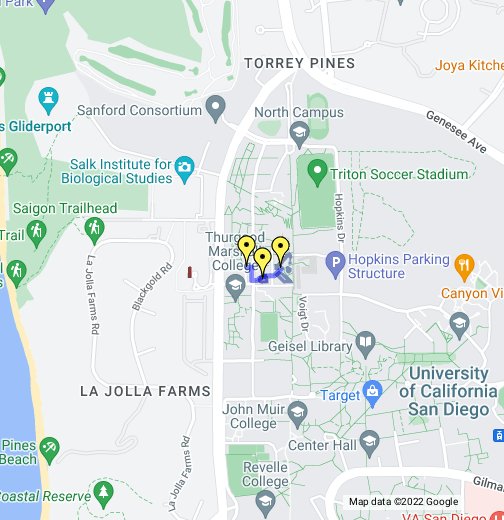 Park
TORREY PINES
Joya Kitchen
Sanford Consortium
North Campus
Genesee Ave
s Gliderport
Salk Institute for
Biological Studies
Triton Soccer Stadium
Saigon Trailhead
Hopkins Dr
Trail
Thurgood
Marshall
College
La Jolla Farms Rd
Blackgold Rd
Hopkins Parking
Structure
Canyon Vi
Voigt Dr
Geisel Library
University
of California
San Diego
LA JOLLA FARMS
Target
John Muir
College
Center Hall
Pines
Beach
La Jolla Farms Rd
Revelle
College
Gilma
Coastal Reserve
Map data ©2022 Google
VA San Diego